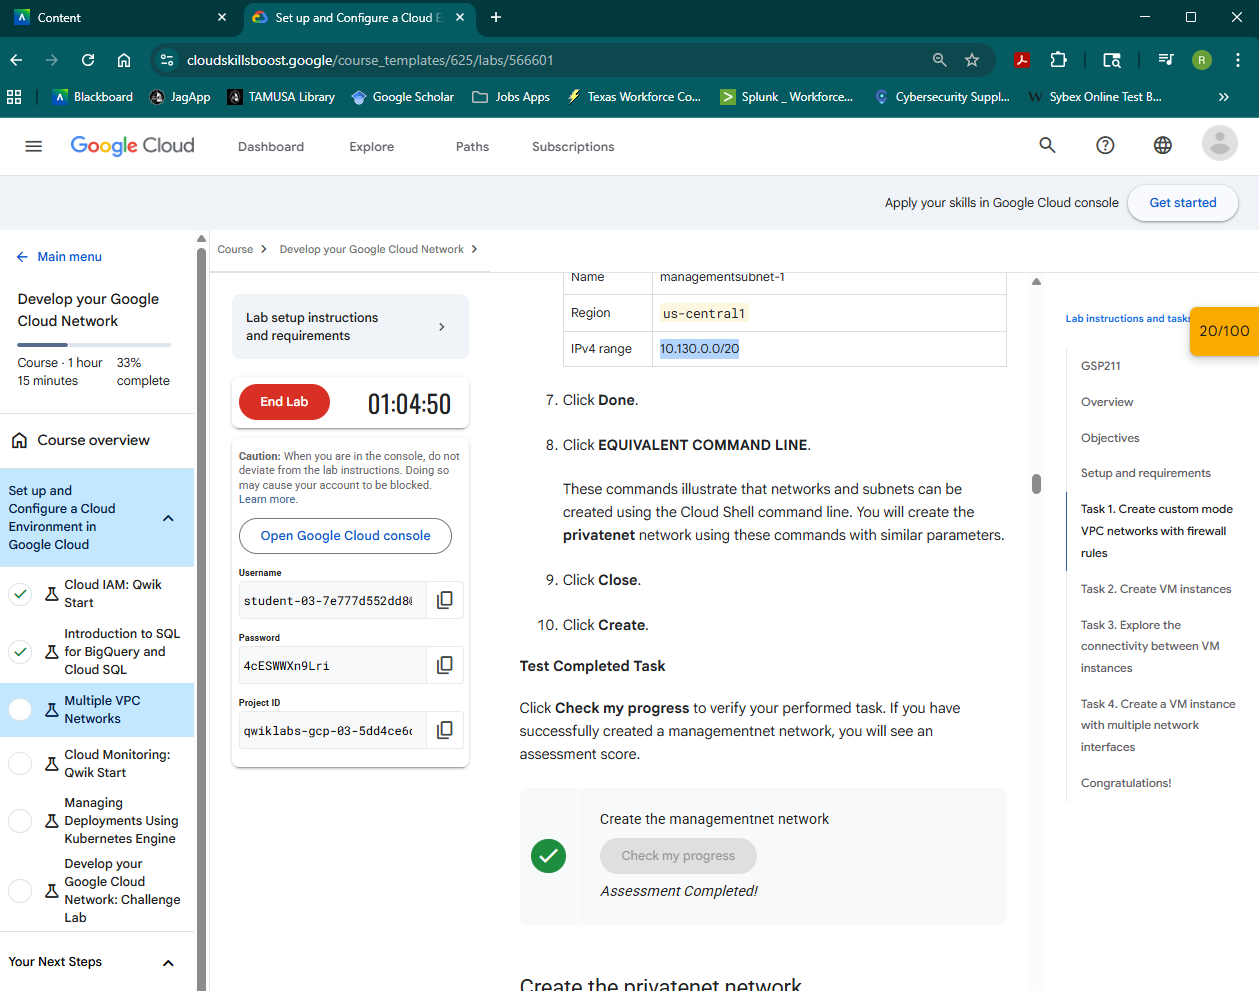 Content
Set up and Configure a Cloud E
cloudskillsboost.google/course_templates/625/labs/566601
R
Blackboard
JagApp
TAMUSA Library
Google Scholar
Jobs Apps
Texas Workforce Co...
Splunk _ Workforce...
Cybersecurity Suppl...
W Sybex Online Test B...
Google Cloud
Dashboard
Explore
Paths
Subscriptions
Apply your skills in Google Cloud console
Get started
Main menu
Develop your Google
Cloud Network
Course · 1 hour
15 minutes
33%
complete
Course overview
Set up and
Configure a Cloud
Environment in
Google Cloud
Cloud IAM: Qwik
Start
Introduction to SQL
for BigQuery and
Cloud SQL
Multiple VPC
Networks
Cloud Monitoring:
Qwik Start
Managing
Deployments Using
Kubernetes Engine
Develop your
Google Cloud
Network: Challenge
Lab
Your Next Steps
Course
Develop your Google Cloud Network
Lab setup instructions
and requirements
End Lab
01:04:50
Caution: When you are in the console, do not
deviate from the lab instructions. Doing so
may cause your account to be blocked.
Learn more.
Open Google Cloud console
Username
student-03-7e777d552dd8
Password
4cESWWXn9Lri
Project ID
qwiklabs-gcp-03-5dd4ce6
Name managementsubnet-1
Region us-central1
IPv4 range 10.130.0.0/20
7. Click Done.
8. Click EQUIVALENT COMMAND LINE.
These commands illustrate that networks and subnets can be
created using the Cloud Shell command line. You will create the
privatenet network using these commands with similar parameters.
9. Click Close.
10. Click Create.
Test Completed Task
Click Check my progress to verify your performed task. If you have
successfully created a managementnet network, you will see an
assessment score.
Create the managementnet network
Check my progress
Assessment Completed!
Create the privatenet network
Lab instructions and tasks
20/100
GSP211
Overview
Objectives
Setup and requirements
Task 1. Create custom mode
VPC networks with firewall
rules
Task 2. Create VM instances
Task 3. Explore the
connectivity between VM
instances
Task 4. Create a VM instance
with multiple network
interfaces
Congratulations!